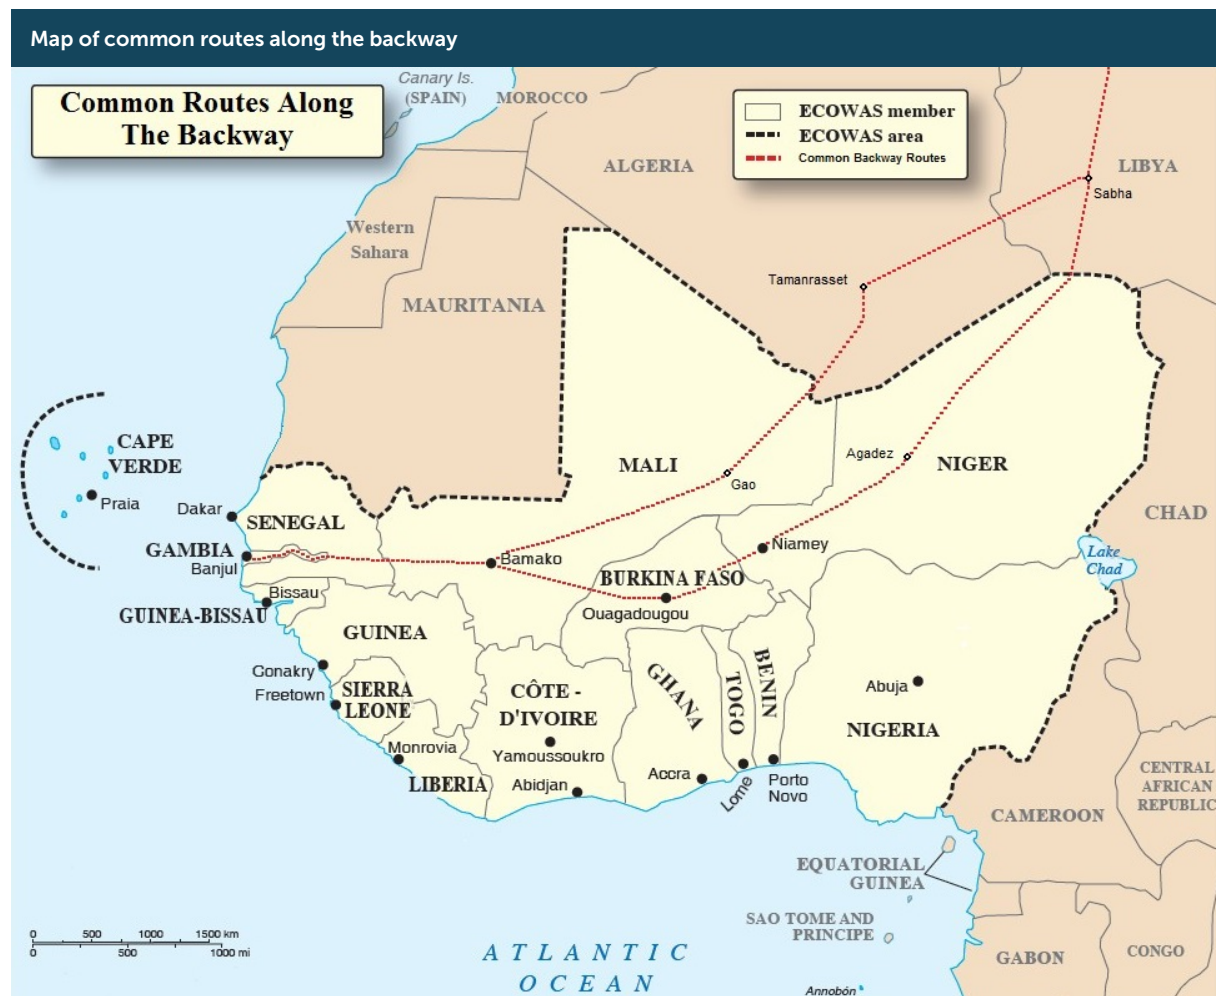 Map of common routes along the backway
Common Routes Along
The Backway
Canary Is.
(SPAIN)
MOROCCO
ECOWAS member
ECOWAS area
Common Backway Routes
ALGERIA
LIBYA
Sabha
Western
Sahara
Tamanrasset
MAURITANIA
CAPE
VERDE
Praia
MALI
Gao
Agadez
NIGER
CHAD
Dakar
SENEGAL
GAMBIA
Banjul
Bamako
Niamey
Lake
Chad
BURKINA FASO
Ouagadougou
Bissau
GUINEA-BISSAU
GUINEA
Conakry
Freetown
SIERRA
LEONE
CÔTE -
D'IVOIRE
GHANA
TOGO
BENIN
Abuja
NIGERIA
Monrovia
LIBERIA
Yamoussoukro
Abidjan
Accra
Lome
Porto
Novo
CENTRAL
AFRICAN
REPUBLIC
CAMEROON
EQUATORIAL
GUINEA
SAO TOME AND
PRINCIPE
GABON
CONGO
0 500 1000 1500 km
0 500 1000 mi
ATLANTIC
OCEAN
Annobón